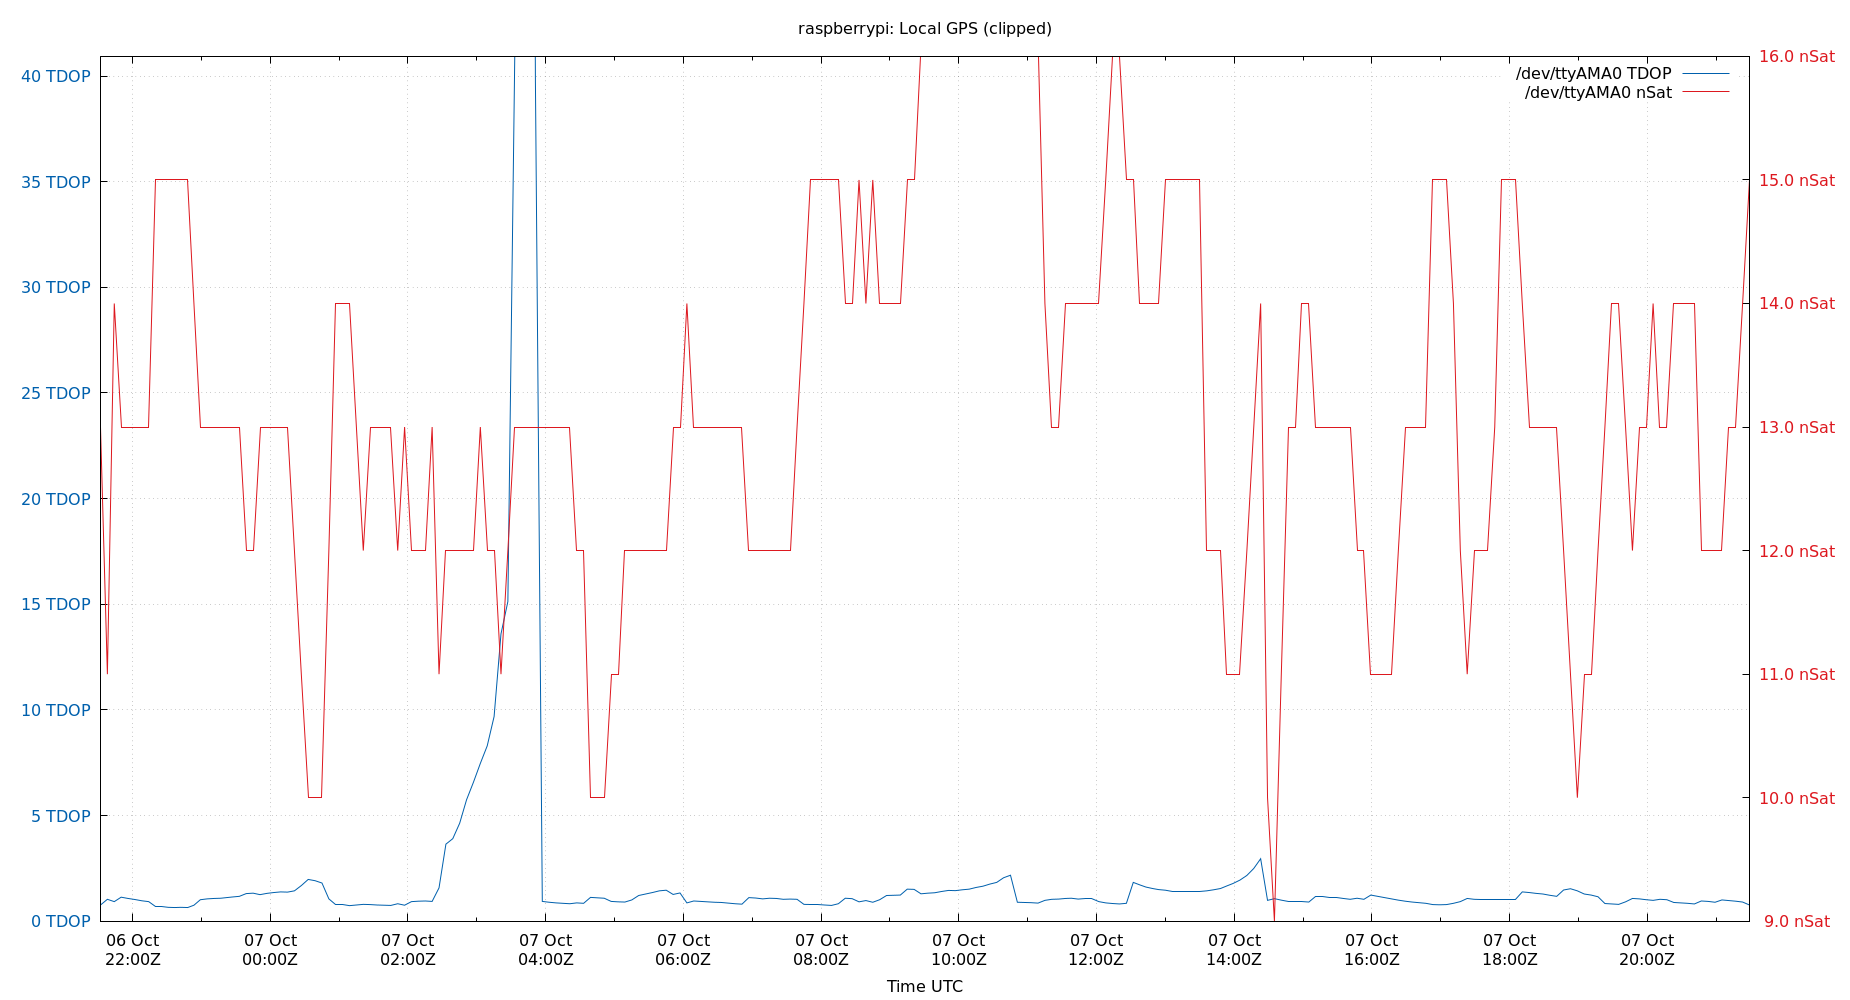 raspberrypi: Local GPS (clipped)
/dev/ttyAMA0 TDOP
/dev/ttyAMA0 nSat
40 TDOP
35 TDOP
30 TDOP
25 TDOP
20 TDOP
15 TDOP
10 TDOP
5 TDOP
0 TDOP
16.0 nSat
15.0 nSat
14.0 nSat
13.0 nSat
12.0 nSat
11.0 nSat
10.0 nSat
9.0 nSat
06 Oct
22:00Z
07 Oct
00:00Z
07 Oct
02:00Z
07 Oct
04:00Z
07 Oct
06:00Z
07 Oct
08:00Z
07 Oct
10:00Z
07 Oct
12:00Z
07 Oct
14:00Z
07 Oct
16:00Z
07 Oct
18:00Z
07 Oct
20:00Z
Time UTC